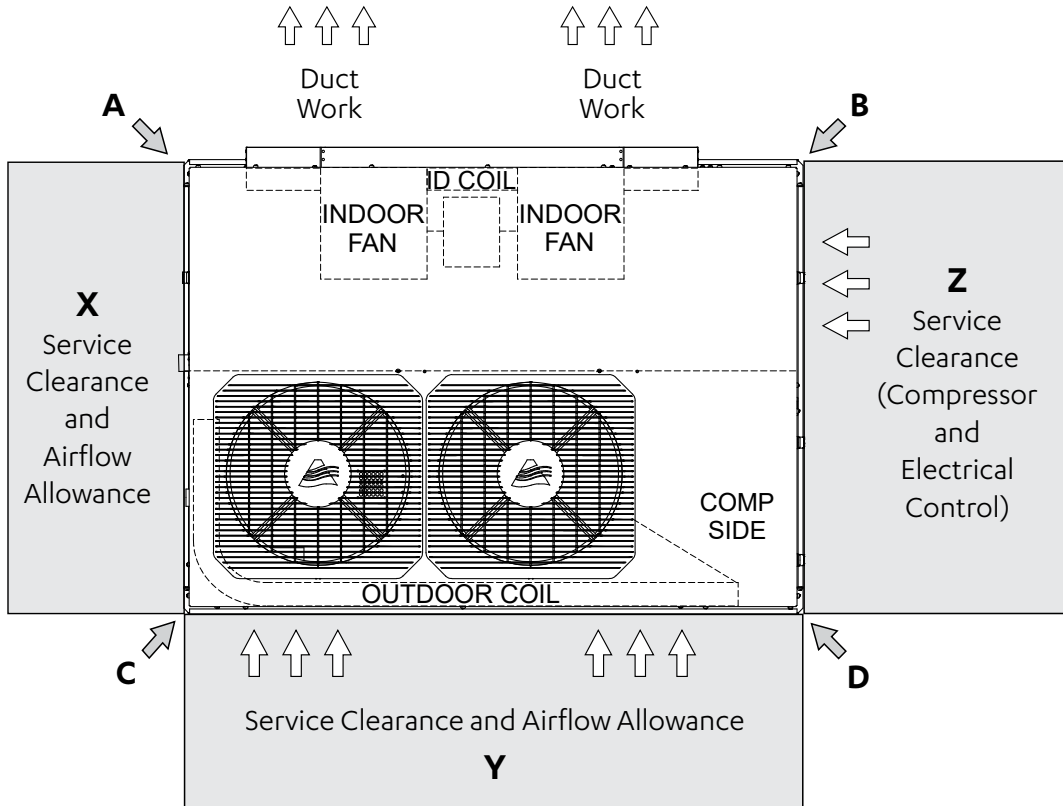 Duct
Work
Duct
Work
A
B
ID COIL
INDOOR
FAN
INDOOR
FAN
X
Service
Clearance
and
Airflow
Allowance
Z
Service
Clearance
(Compressor
and
Electrical
Control)
COMP
SIDE
OUTDOOR COIL
C
D
Service Clearance and Airflow Allowance
Y